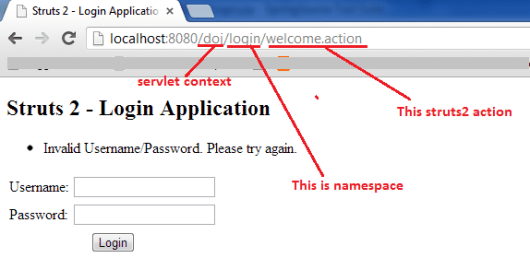 Struts 2 - Login Applicatio
localhost:8080/doj/login/welcome.action
servlet context
Struts 2 - Login Application
This struts2 action
Invalid Username/Password. Please try again.
This is namespace
Username:
Password:
Login